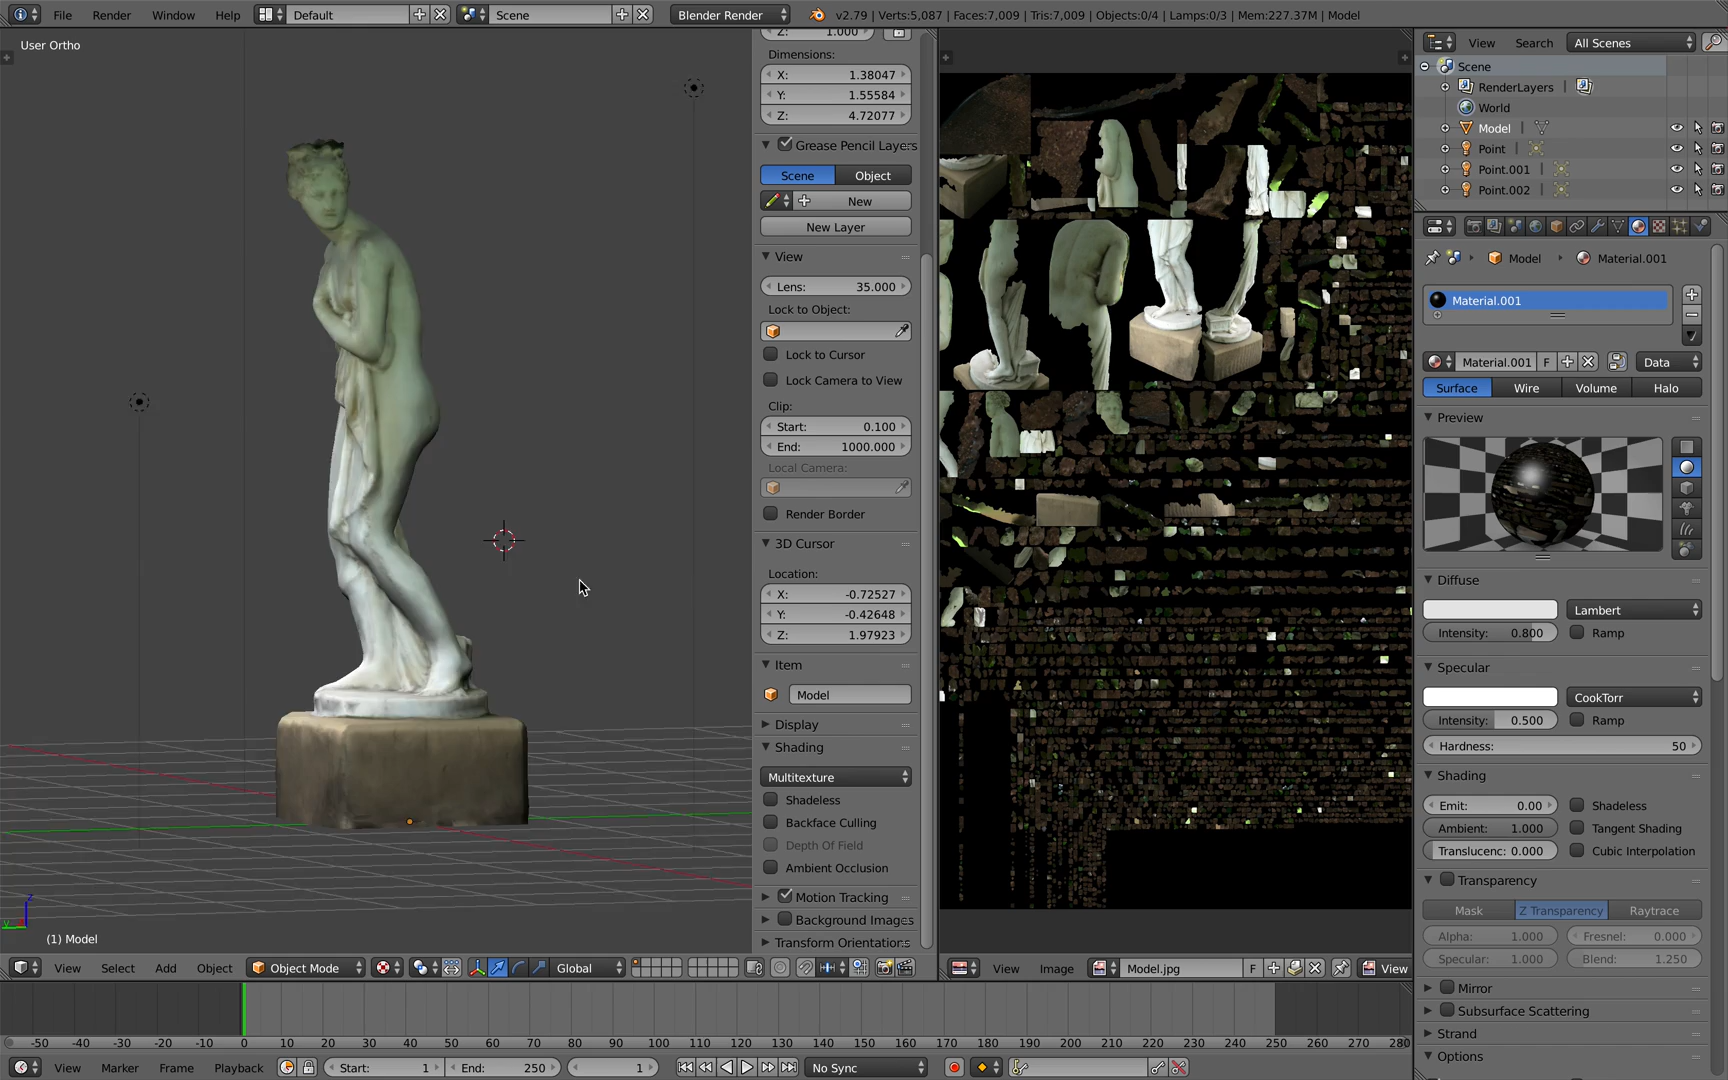 File Render Window Help Default Scene Blender Render v2.79 | Verts:5,087 | Faces:7,009 | Tris:7,009 | Objects:0/4 | Lamps:0/3 | Mem:227.37M | Model
User Ortho
Z: 1.000
Dimensions:
X: 1.38047
Y: 1.55584
Z: 4.72077
Grease Pencil Layers
Scene Object
New
New Layer
View
Lens: 35.000
Lock to Object:
Lock to Cursor
Lock Camera to View
Clip:
Start: 0.100
End: 1000.000
Local Camera:
Render Border
3D Cursor
Location:
X: -0.72527
Y: -0.42648
Z: 1.97923
Item
Model
Display
Shading
Multitexture
Shadeless
Backface Culling
Depth Of Field
Ambient Occlusion
Motion Tracking
Background Images
Transform Orientations
(1) Model
View Select Add Object Object Mode Global
View Image Model.jpg F View
View Search All Scenes
Scene
RenderLayers |
World
Model |
Point |
Point.001 |
Point.002 |
Model Material.001
Material.001
Material.001 F Data
Surface Wire Volume Halo
Preview
Diffuse
Lambert
Intensity: 0.800 Ramp
Specular
CookTorr
Intensity: 0.500 Ramp
Hardness: 50
Shading
Emit: 0.00 Shadeless
Ambient: 1.000 Tangent Shading
Translucenc: 0.000 Cubic Interpolation
Transparency
Mask Z Transparency Raytrace
Alpha: 1.000 Fresnel: 0.000
Specular: 1.000 Blend: 1.250
Mirror
Subsurface Scattering
Strand
Options
-50 -40 -30 -20 -10 0 10 20 30 40 50 60 70 80 90 100 110 120 130 140 150 160 170 180 190 200 210 220 230 240 250 260 270 280
View Marker Frame Playback Start: 1 End: 250 1 No Sync